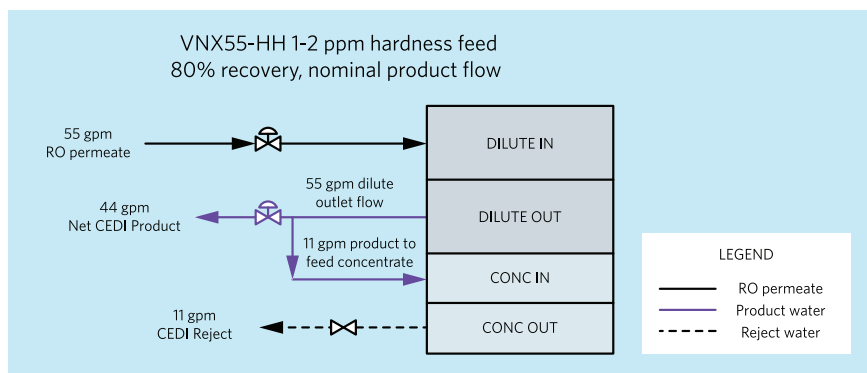 VNX55-HH 1-2 ppm hardness feed
80% recovery, nominal product flow
55 gpm
RO permeate
DILUTE IN
55 gpm dilute
outlet flow
44 gpm
Net CEDI Product
DILUTE OUT
11 gpm product to
feed concentrate
CONC IN
11 gpm
CEDI Reject
CONC OUT
LEGEND
RO permeate
Product water
Reject water